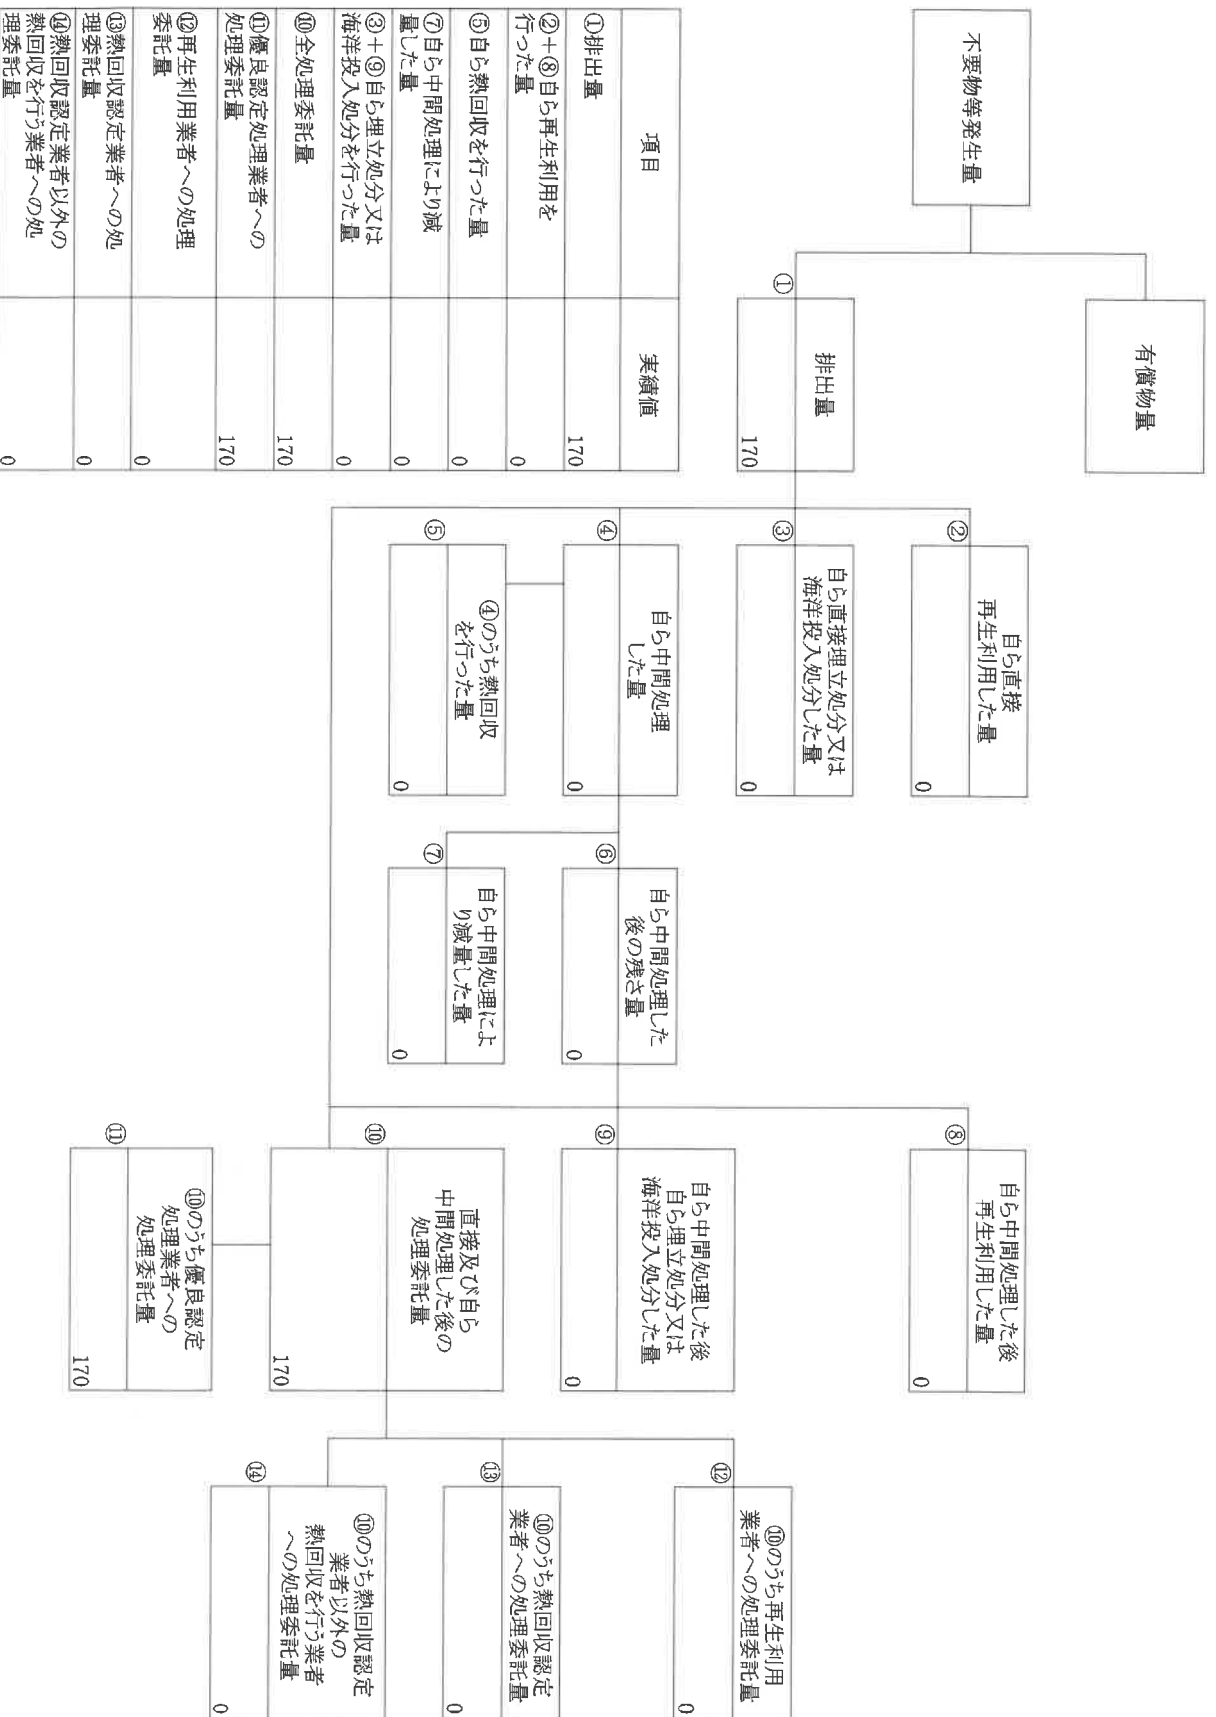 有償物量
不要物等発生量
①
排出量
170
②
自ら直接
再生利用した量
0
③
自ら直接埋立処分又は
海洋投入処分した量
0
④
自ら中間処理
した量
0
⑤
④のうち熱回収
を行った量
0
⑥
自ら中間処理した
後の残さ量
0
⑦
自ら中間処理によ
り減量した量
0
⑧
自ら中間処理した後
再生利用した量
0
⑨
自ら中間処理した後
自ら埋立処分又は
海洋投入処分した量
0
⑩
直接及び自ら
中間処理した後の
処理委託量
170
⑪
⑩のうち優良認定
処理業者への
処理委託量
170
⑫
⑩のうち再生利用
業者への処理委託量
0
⑬
⑩のうち熱回収認定
業者への処理委託量
0
⑭
⑩のうち熱回収認定
業者以外の
熱回収を行う業者
への処理委託量
0
項目
実績値
①排出量
170
②+⑧自ら再生利用を
行った量
0
⑤自ら熱回収を行った量
0
⑦自ら中間処理により減
量した量
0
③+⑨自ら埋立処分又は
海洋投入処分を行った量
0
⑩全処理委託量
170
⑪優良認定処理業者への
処理委託量
170
⑫再生利用業者への処理
委託量
0
⑬熱回収認定業者への処
理委託量
0
⑭熱回収認定業者以外の
熱回収を行う業者への処
理委託量
0